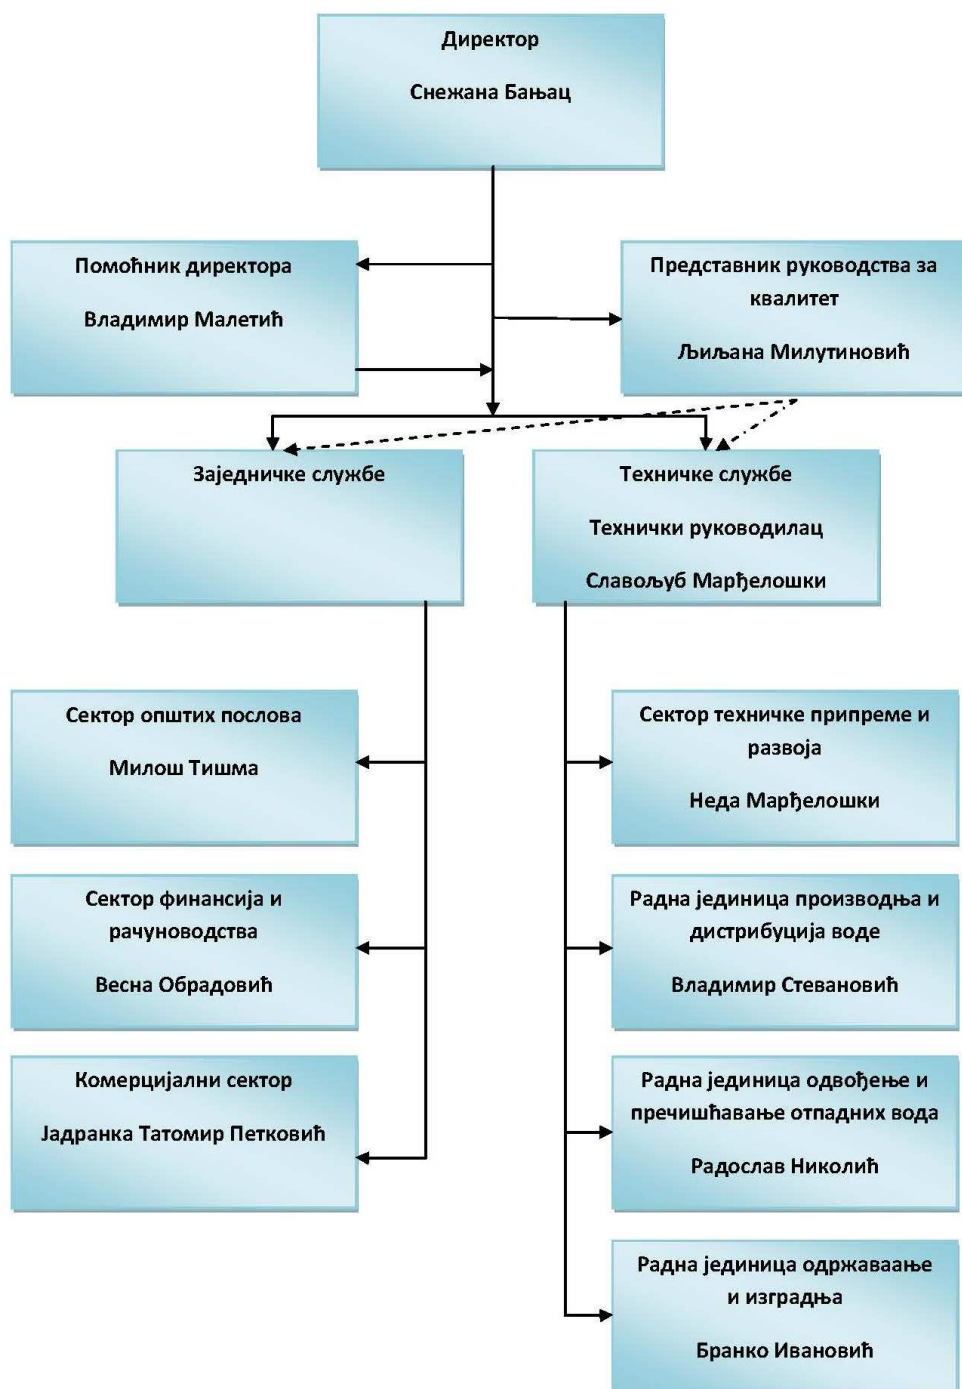 Директор
Снежана Бањац
Помоћник директора
Владимир Малетић
Представник руководства за
квалитет
Љиљана Милутиновић
Заједничке службе
Техничке службе
Технички руководилац
Славољуб Марђелошки
Сектор општих послова
Милош Тишма
Сектор техничке припреме и
развоја
Неда Марђелошки
Сектор финансија и
рачуноводства
Весна Обрадовић
Радна јединица производња и
дистрибуција воде
Владимир Стевановић
Комерцијални сектор
Јадранка Татомир Петковић
Радна јединица одвођење и
пречишћавање отпадних вода
Радослав Николић
Радна јединица одржаваање
и изградња
Бранко Ивановић